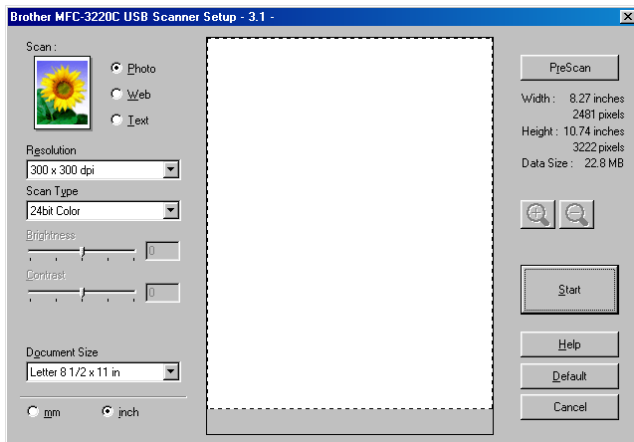 Brother MFC-3220C USB Scanner Setup - 3.1 -
Scan :
Photo
Web
Text
Resolution
300 x 300 dpi
Scan Type
24bit Color
Brightness
0
Contrast
0
Document Size
Letter 8 1/2 x 11 in
mm inch
PreScan
Width : 8.27 inches
2481 pixels
Height : 10.74 inches
3222 pixels
Data Size : 22.8 MB
Start
Help
Default
Cancel